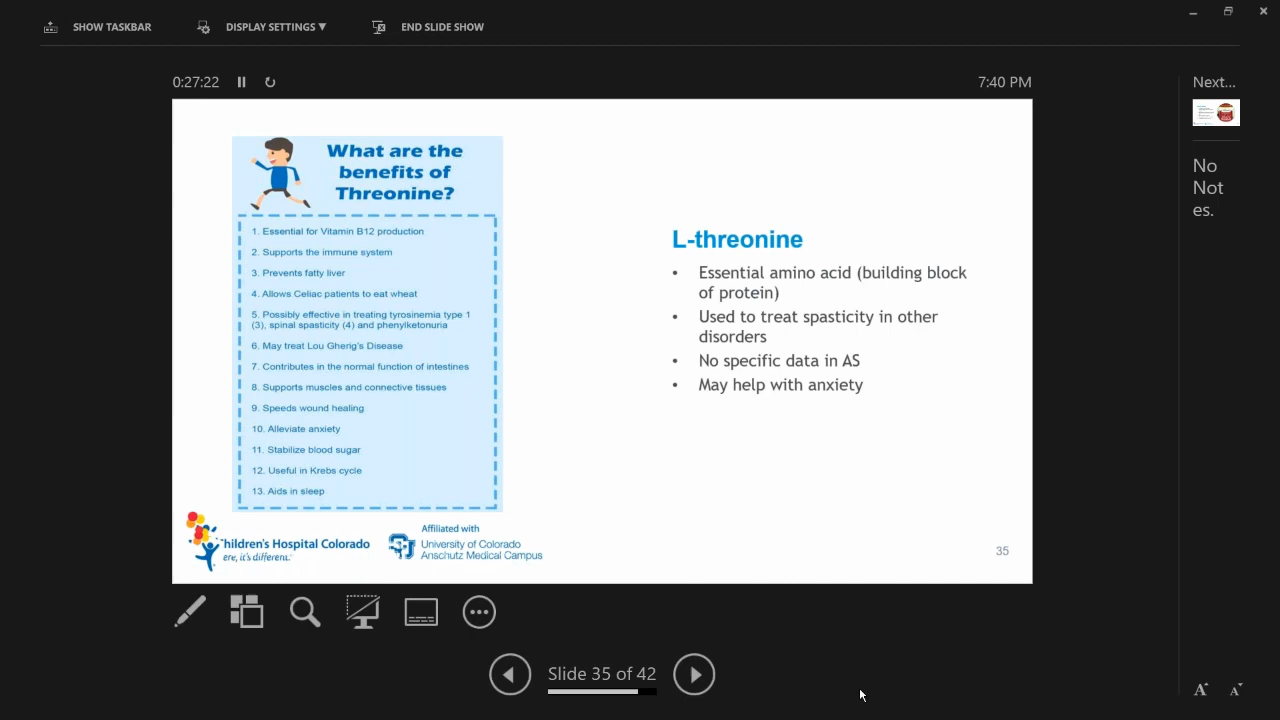 SHOW TASKBAR
DISPLAY SETTINGS ▼
END SLIDE SHOW
0:27:22
7:40 PM
Next...
No
Not
es.
What are the
benefits of
Threonine?
1. Essential for Vitamin B12 production
2. Supports the immune system
3. Prevents fatty liver
4. Allows Celiac patients to eat wheat
5. Possibly effective in treating tyrosinemia type 1
(3), spinal spasticity (4) and phenylketonuria
6. May treat Lou Gherig's Disease
7. Contributes in the normal function of intestines
8. Supports muscles and connective tissues
9. Speeds wound healing
10. Alleviate anxiety
11. Stabilize blood sugar
12. Useful in Krebs cycle
13. Aids in sleep
L-threonine
• Essential amino acid (building block
of protein)
• Used to treat spasticity in other
disorders
• No specific data in AS
• May help with anxiety
hildren's Hospital Colorado
ere, it's different.
Affiliated with
University of Colorado
Anschutz Medical Campus
35
Slide 35 of 42
A A